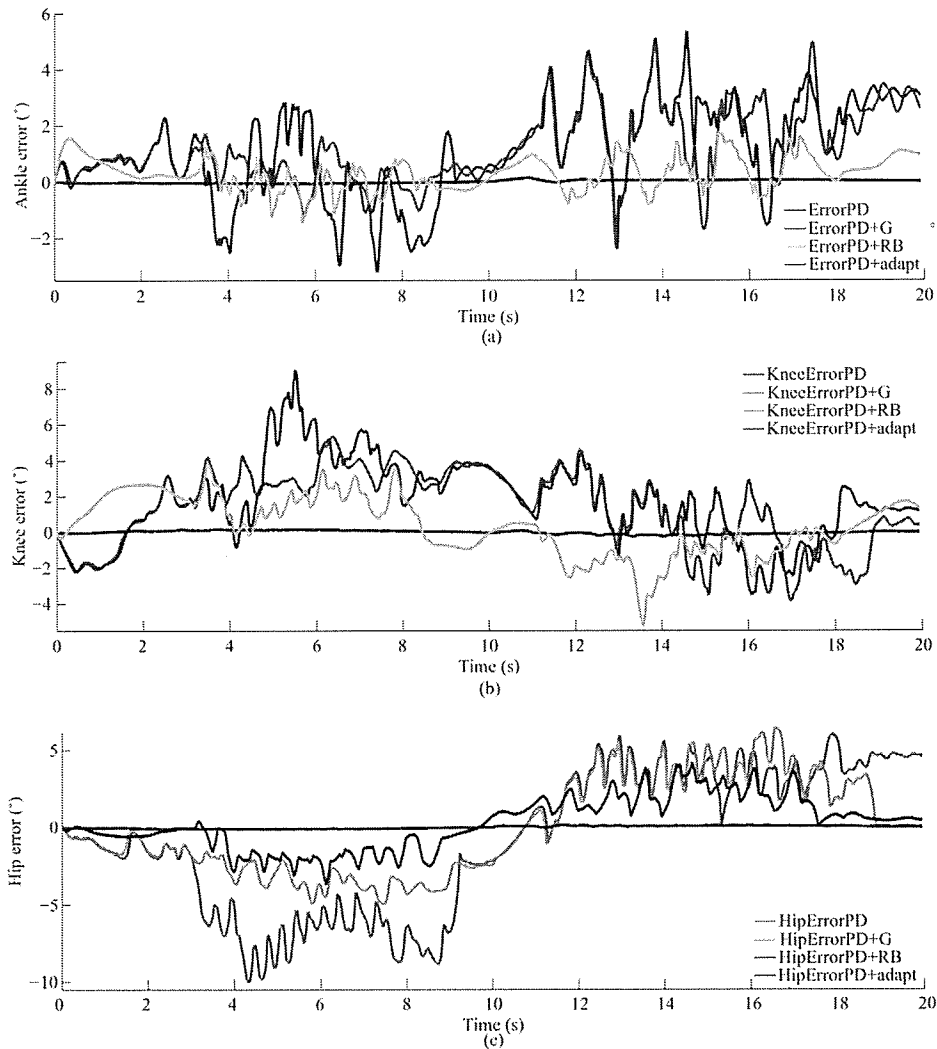 6
4
2
0
−2
Ankle error (°)
ErrorPD
ErrorPD+G
ErrorPD+RB
ErrorPD+adapt
0 2 4 6 8 10 12 14 16 18 20
Time (s)
(a)
8
6
4
2
0
−2
−4
Knee error (°)
KneeErrorPD
KneeErrorPD+G
KneeErrorPD+RB
KneeErrorPD+adapt
0 2 4 6 8 10 12 14 16 18 20
Time (s)
(b)
5
0
−5
−10
Hip error (°)
HipErrorPD
HipErrorPD+G
HipErrorPD+RB
HipErrorPD+adapt
0 2 4 6 8 10 12 14 16 18 20
Time (s)
(c)